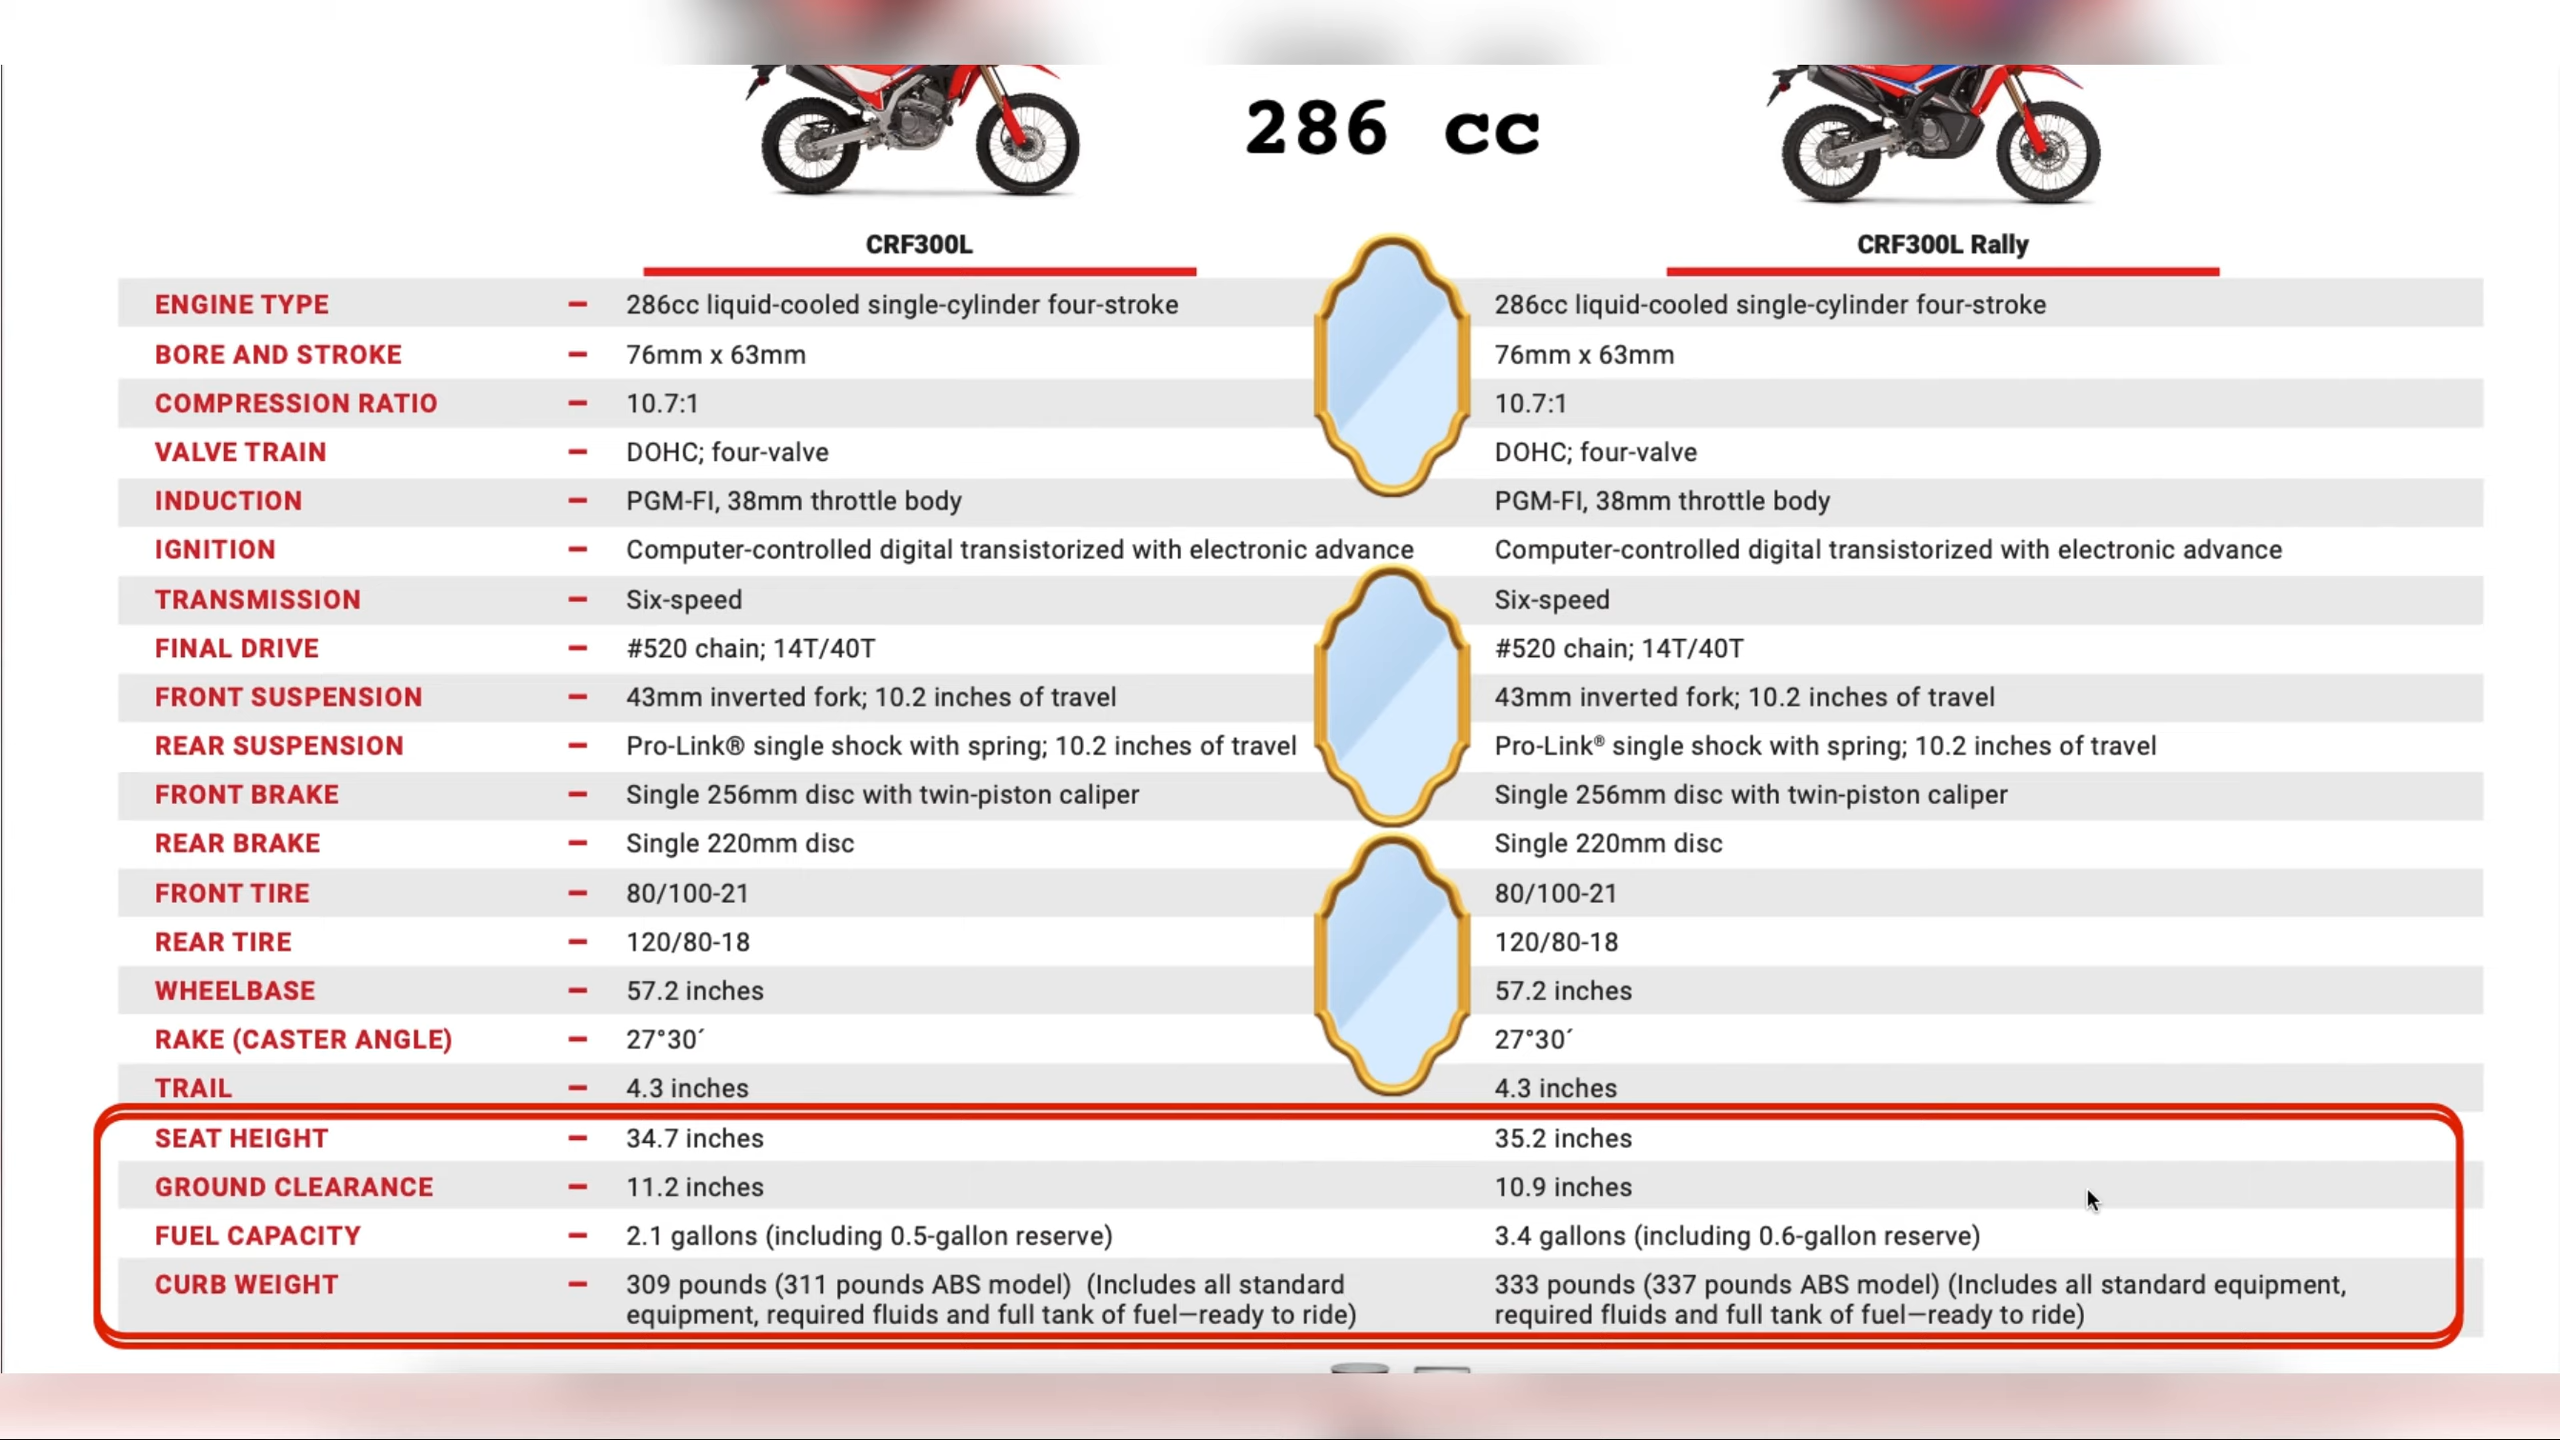 286 cc
CRF300L CRF300L Rally
ENGINE TYPE – 286cc liquid-cooled single-cylinder four-stroke 286cc liquid-cooled single-cylinder four-stroke
BORE AND STROKE – 76mm x 63mm 76mm x 63mm
COMPRESSION RATIO – 10.7:1 10.7:1
VALVE TRAIN – DOHC; four-valve DOHC; four-valve
INDUCTION – PGM-FI, 38mm throttle body PGM-FI, 38mm throttle body
IGNITION – Computer-controlled digital transistorized with electronic advance Computer-controlled digital transistorized with electronic advance
TRANSMISSION – Six-speed Six-speed
FINAL DRIVE – #520 chain; 14T/40T #520 chain; 14T/40T
FRONT SUSPENSION – 43mm inverted fork; 10.2 inches of travel 43mm inverted fork; 10.2 inches of travel
REAR SUSPENSION – Pro-Link® single shock with spring; 10.2 inches of travel Pro-Link® single shock with spring; 10.2 inches of travel
FRONT BRAKE – Single 256mm disc with twin-piston caliper Single 256mm disc with twin-piston caliper
REAR BRAKE – Single 220mm disc Single 220mm disc
FRONT TIRE – 80/100-21 80/100-21
REAR TIRE – 120/80-18 120/80-18
WHEELBASE – 57.2 inches 57.2 inches
RAKE (CASTER ANGLE) – 27°30´ 27°30´
TRAIL – 4.3 inches 4.3 inches
SEAT HEIGHT – 34.7 inches 35.2 inches
GROUND CLEARANCE – 11.2 inches 10.9 inches
FUEL CAPACITY – 2.1 gallons (including 0.5-gallon reserve) 3.4 gallons (including 0.6-gallon reserve)
CURB WEIGHT – 309 pounds (311 pounds ABS model) (Includes all standard 333 pounds (337 pounds ABS model) (Includes all standard equipment,
equipment, required fluids and full tank of fuel—ready to ride) required fluids and full tank of fuel—ready to ride)